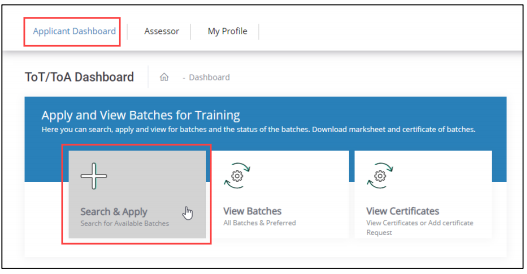 Applicant Dashboard Assessor My Profile
ToT/ToA Dashboard - Dashboard
Apply and View Batches for Training
Here you can search, apply and view for batches and the status of the batches. Download marksheet and certificate of batches.
Search & Apply
Search for Available Batches
View Batches
All Batches & Preferred
View Certificates
View Certificates or Add certificate
Request